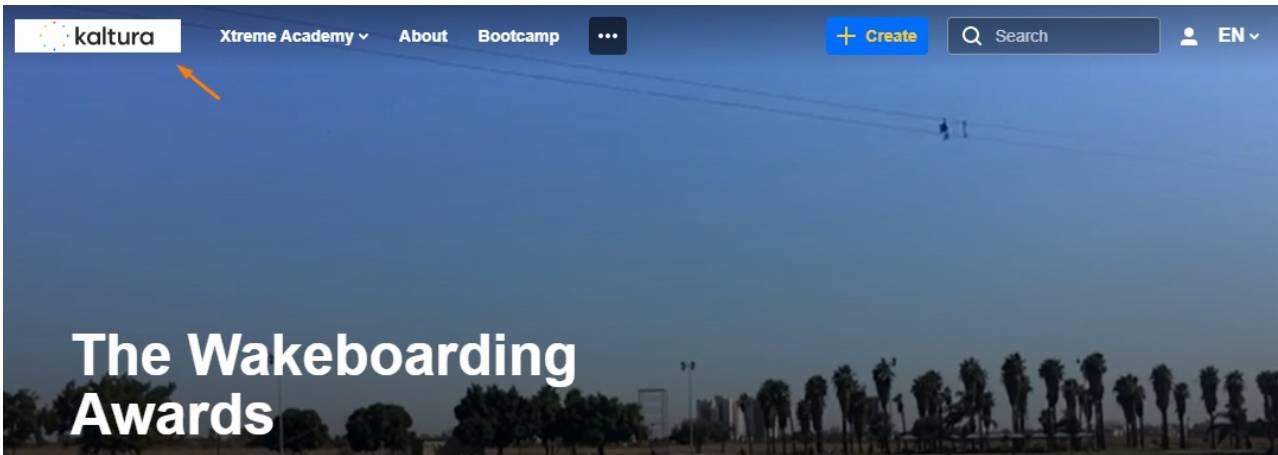 kaltura
Xtreme Academy
About
Bootcamp
•••
+ Create
Search
EN
The Wakeboarding
Awards